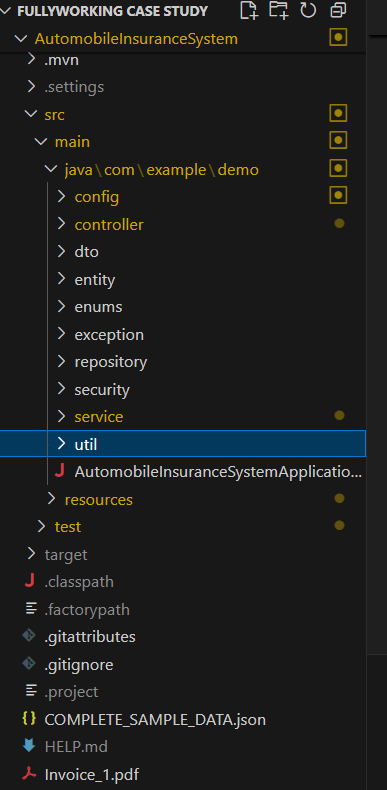 FULLYWORKING CASE STUDY
AutomobileInsuranceSystem
.mvn
.settings
src
main
java\com\example\demo
config
controller
dto
entity
enums
exception
repository
security
service
util
AutomobileInsuranceSystemApplicatio...
resources
test
target
.classpath
.factorypath
.gitattributes
.gitignore
.project
COMPLETE_SAMPLE_DATA.json
HELP.md
Invoice_1.pdf